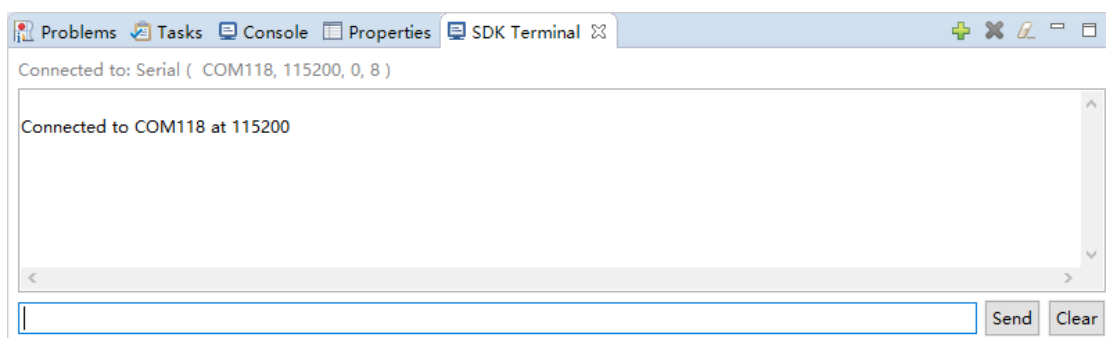 Problems Tasks Console Properties SDK Terminal
Connected to: Serial ( COM118, 115200, 0, 8 )
Connected to COM118 at 115200
Send Clear